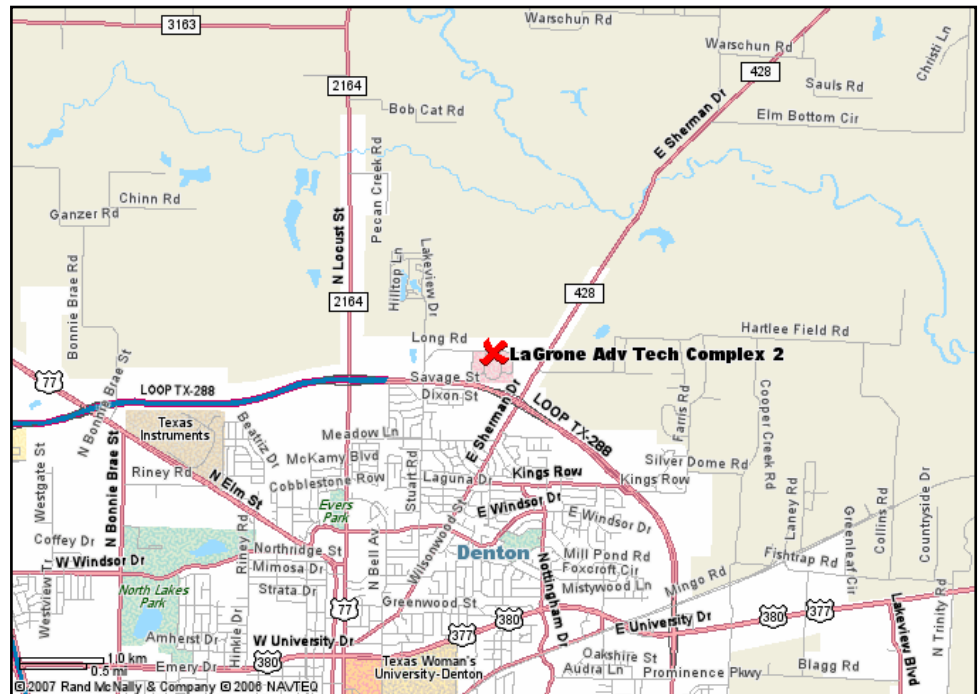 3163
Warschun Rd
Warschun Rd
Christi Ln
428
Sauls Rd
2164
Bob Cat Rd
Elm Bottom Cir
E Sherman Dr
Pecan Creek Rd
Chinn Rd
Ganzer Rd
N Locust St
Bonnie Brae Rd
Hilltop Ln
Lakeview Dr
428
2164
Long Rd
Hartlee Field Rd
LaGrone Adv Tech Complex 2
77
LOOP TX-288
Savage St
Dixon St
E Sherman Dr
LOOP TX-288
N Bonnie Brae St
Texas
Instruments
Beatriz Dr
Meadow Ln
Farris Rd
Cooper Creek Rd
McKamy Blvd
Silver Dome Rd
Westgate St
Riney Rd
N Elm St
Cobblestone Row
Stuart Rd
Laguna Dr
Kings Row
Kings Row
N Bonnie Brae St
Evers
Park
E Windsor Dr
E Windsor Dr
Laney Rd
Greenleaf Cir
Collins Rd
Countryside Dr
Coffey Dr
Riney Rd
Northridge St
N Bell Av
Wilsonwood St
Denton
Mill Pond Rd
Fishtrap Rd
W Windsor Dr
Mimosa Dr
Foxcroft Cir
Mingo Rd
Westview Tr
North Lakes
Park
Strata Dr
Mistywood Ln
Nottingham Dr
77
Greenwood St
380
377
E University Dr
Lakeview Blvd
N Trinity Rd
Amherst Dr
Hinkle Dr
W University Dr
377
380
1.0 km
0.5 mi
Emery Dr
380
Texas Woman's
University-Denton
Oakshire St
Audra Ln
Prominence Pkwy
Blagg Rd
380
©2007 Rand McNally & Company ©2006 NAVTEQ